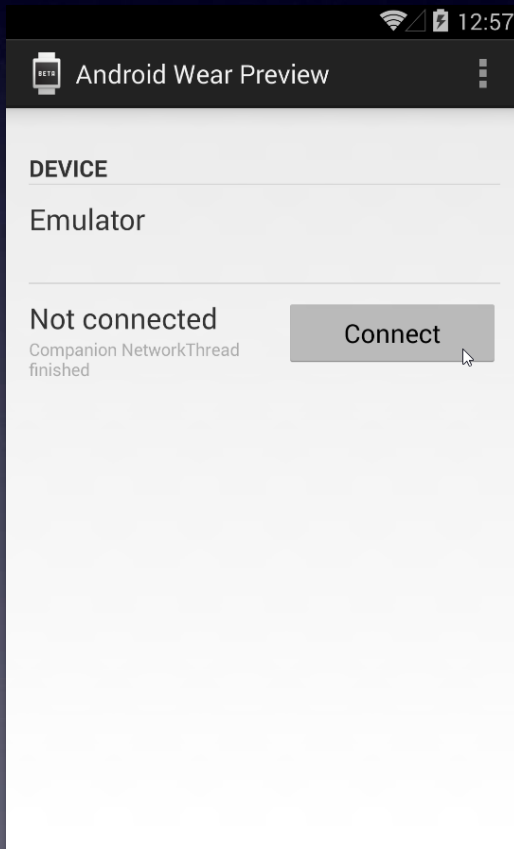 12:57
BETA
Android Wear Preview
DEVICE
Emulator
Not connected
Companion NetworkThread
finished
Connect